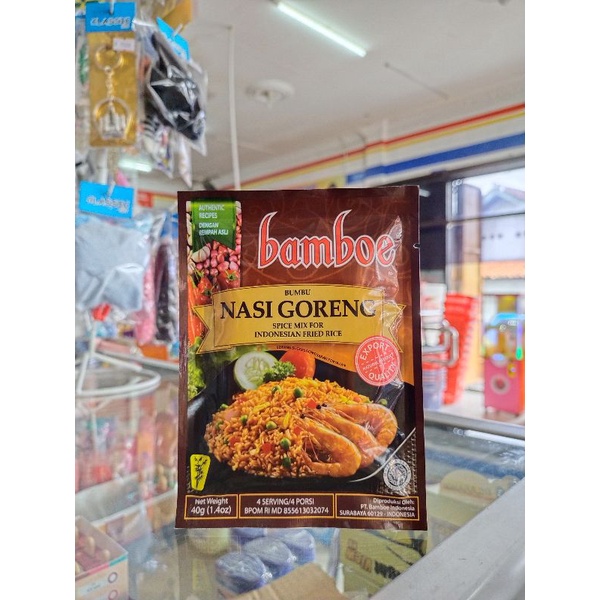 AUTHENTIC
RECIPES
DENGAN
REMPAH ASLI
bamboe
BUMBU
NASI GORENG
SPICE MIX FOR
INDONESIAN FRIED RICE
EXPORT
QUALITY
Net Weight
40g (1.4oz)
4 SERVING/4 PORSI
BPOM RI MD 855613032074
Diproduksi Oleh:
PT. Bamboe Indonesia
SURABAYA 60129 - INDONESIA